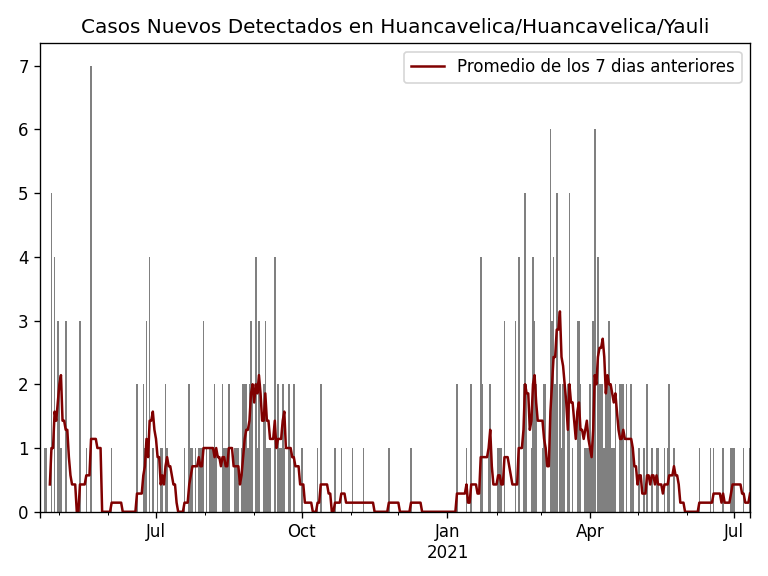 Casos Nuevos Detectados en Huancavelica/Huancavelica/Yauli
Promedio de los 7 dias anteriores
7
6
5
4
3
2
1
0
Jul
Oct
Jan
2021
Apr
Jul